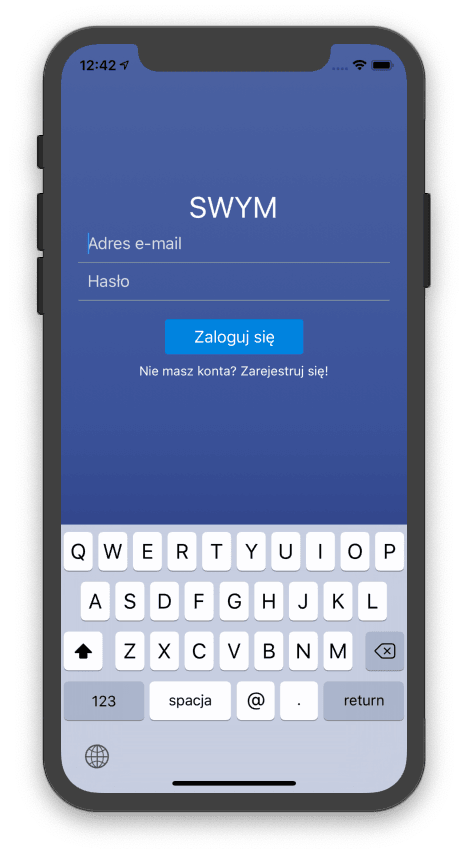 12:42
SWYM
Adres e-mail
Hasło
Zaloguj się
Nie masz konta? Zarejestruj się!
Q W E R T Y U I O P
A S D F G H J K L
Z X C V B N M
123 spacja @ . return